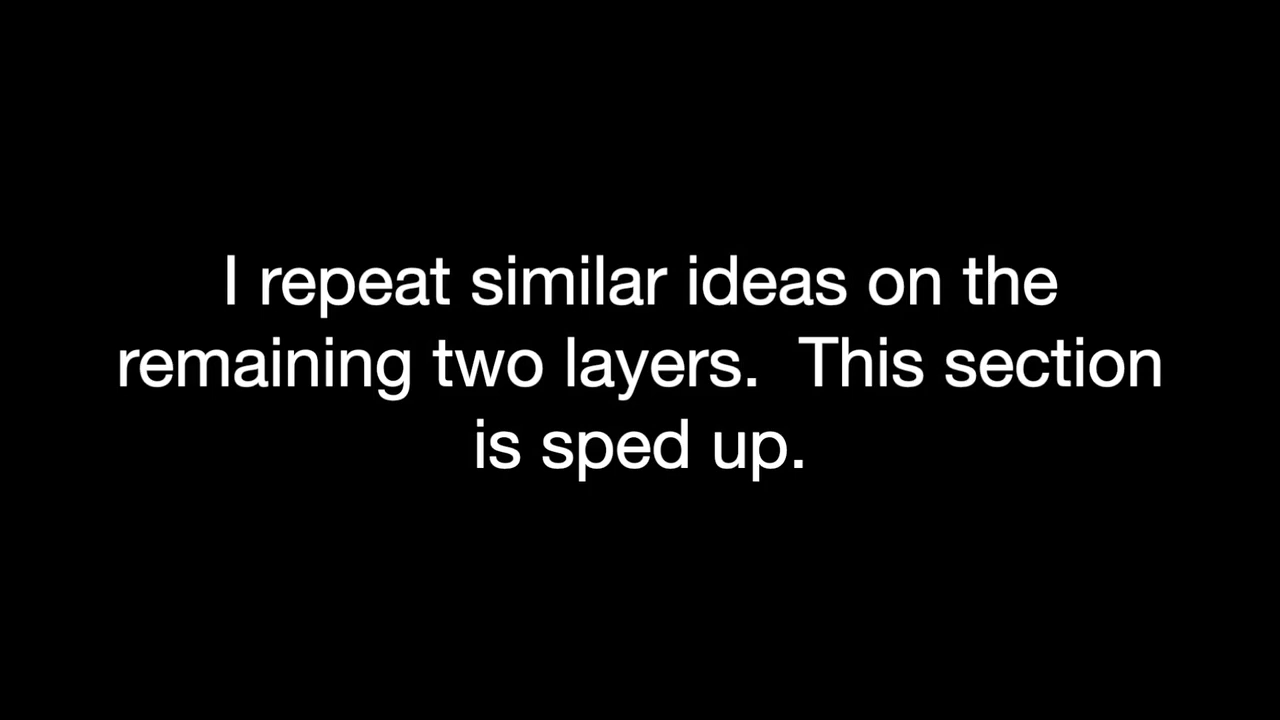 I repeat similar ideas on the
remaining two layers.  This section
is sped up.